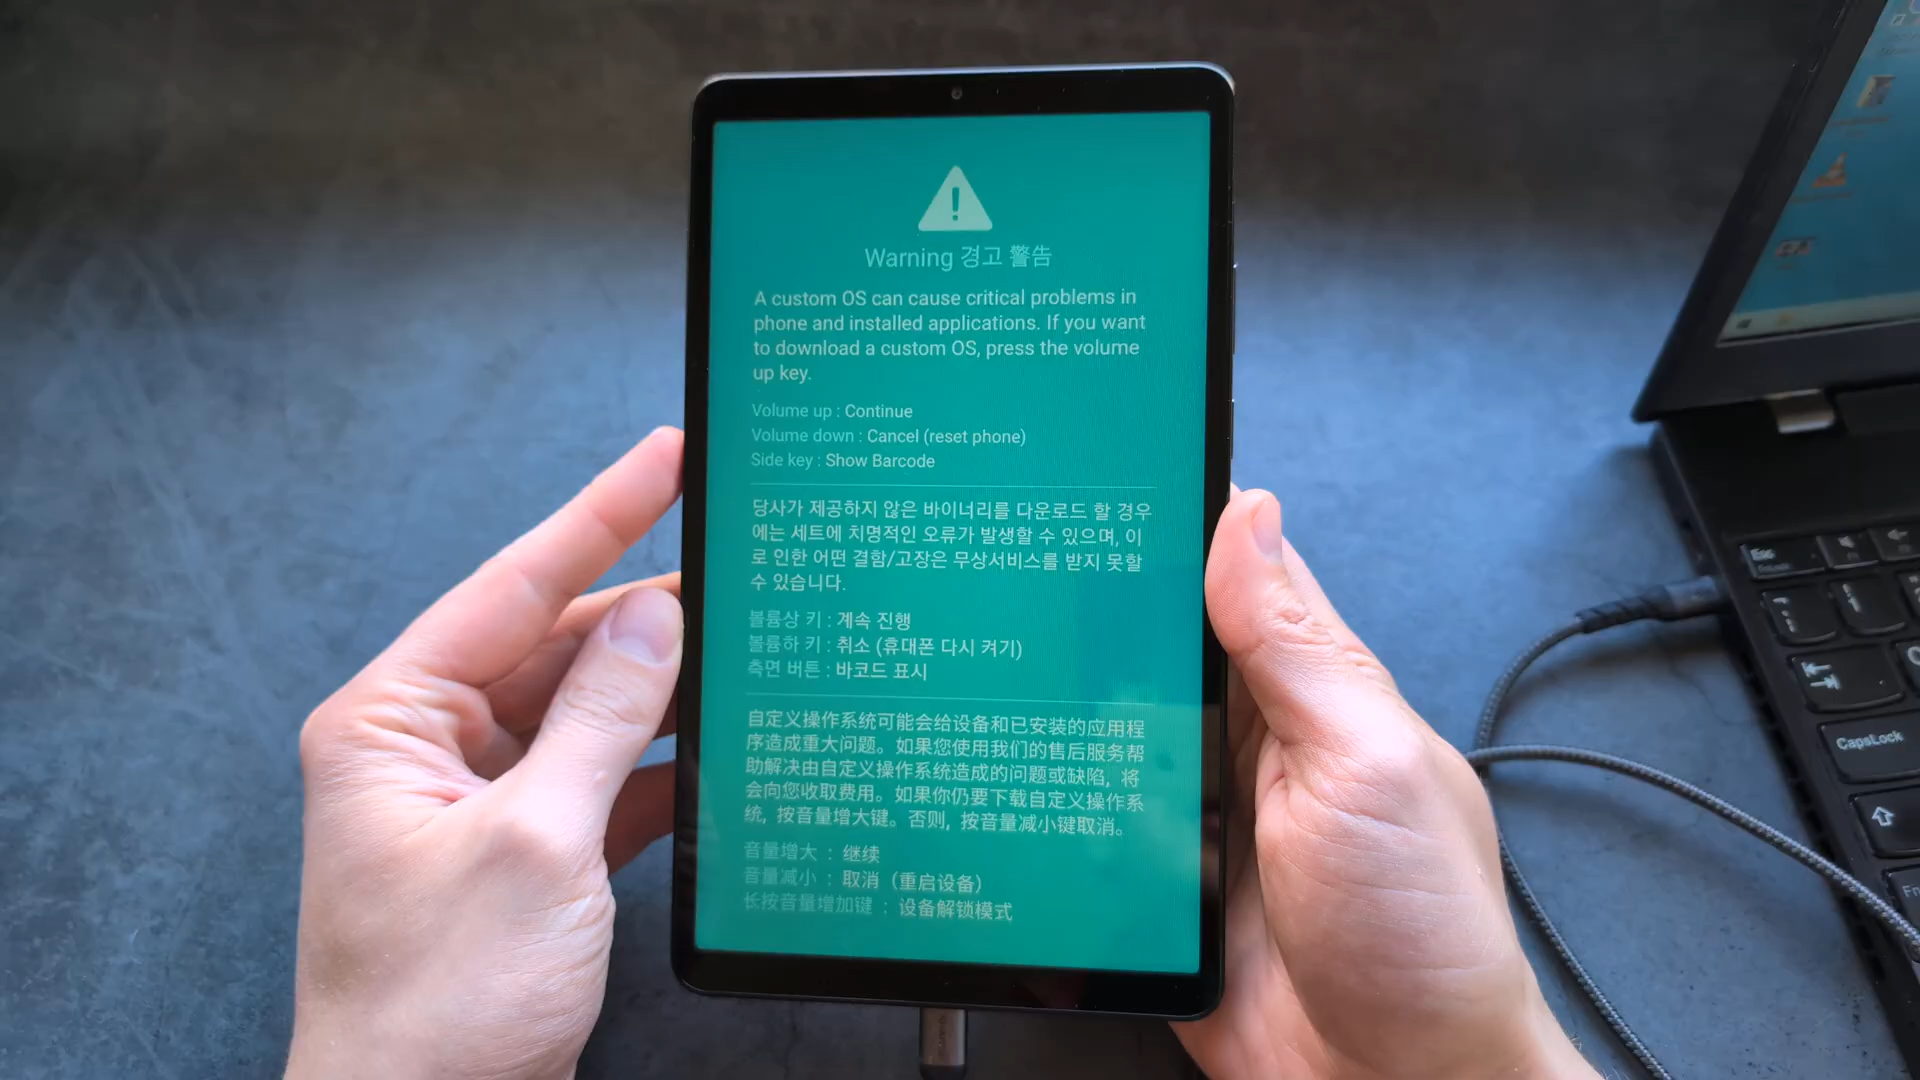 Warning 경고 警告
A custom OS can cause critical problems in
phone and installed applications. If you want
to download a custom OS, press the volume
up key.
Volume up : Continue
Volume down : Cancel (reset phone)
Side key : Show Barcode
당사가 제공하지 않은 바이너리를 다운로드 할 경우
에는 세트에 치명적인 오류가 발생할 수 있으며, 이
로 인한 어떤 결함/고장은 무상서비스를 받지 못할
수 있습니다.
볼륨상 키 : 계속 진행
볼륨하 키 : 취소 (휴대폰 다시 켜기)
측면 버튼 : 바코드 표시
自定义操作系统可能会给设备和已安装的应用程
序造成重大问题。如果您使用我们的售后服务帮
助解决由自定义操作系统造成的问题或缺陷, 将
会向您收取费用。如果你仍要下载自定义操作系
统, 按音量增大键。否则, 按音量减小键取消。
音量增大 : 继续
音量减小 : 取消 (重启设备)
长按音量增加键 : 设备解锁模式
Esc
CapsLock